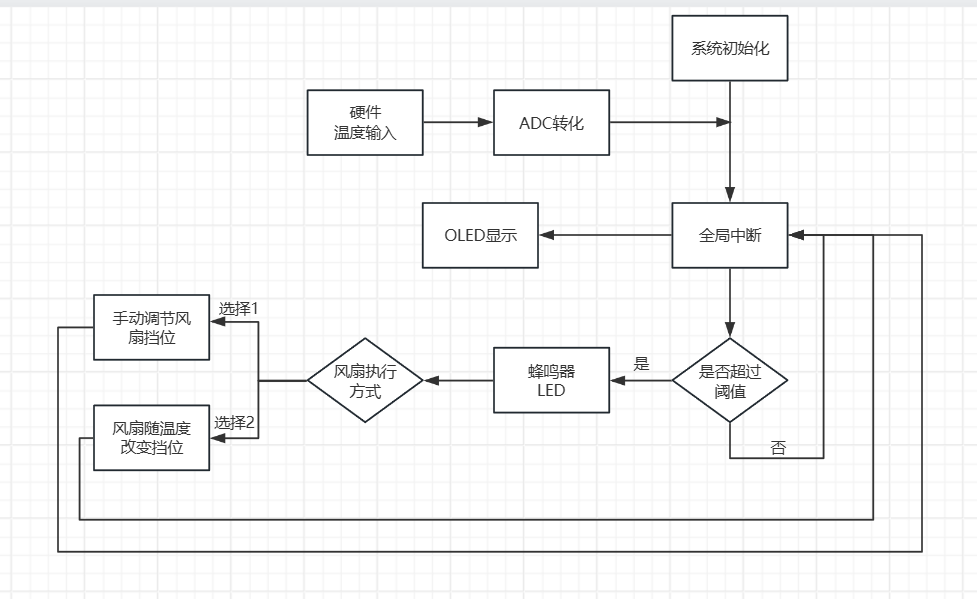 系统初始化
硬件
温度输入
ADC转化
OLED显示
全局中断
手动调节风
扇挡位
选择1
风扇执行
方式
蜂鸣器
LED
是
是否超过
阈值
风扇随温度
改变挡位
选择2
否